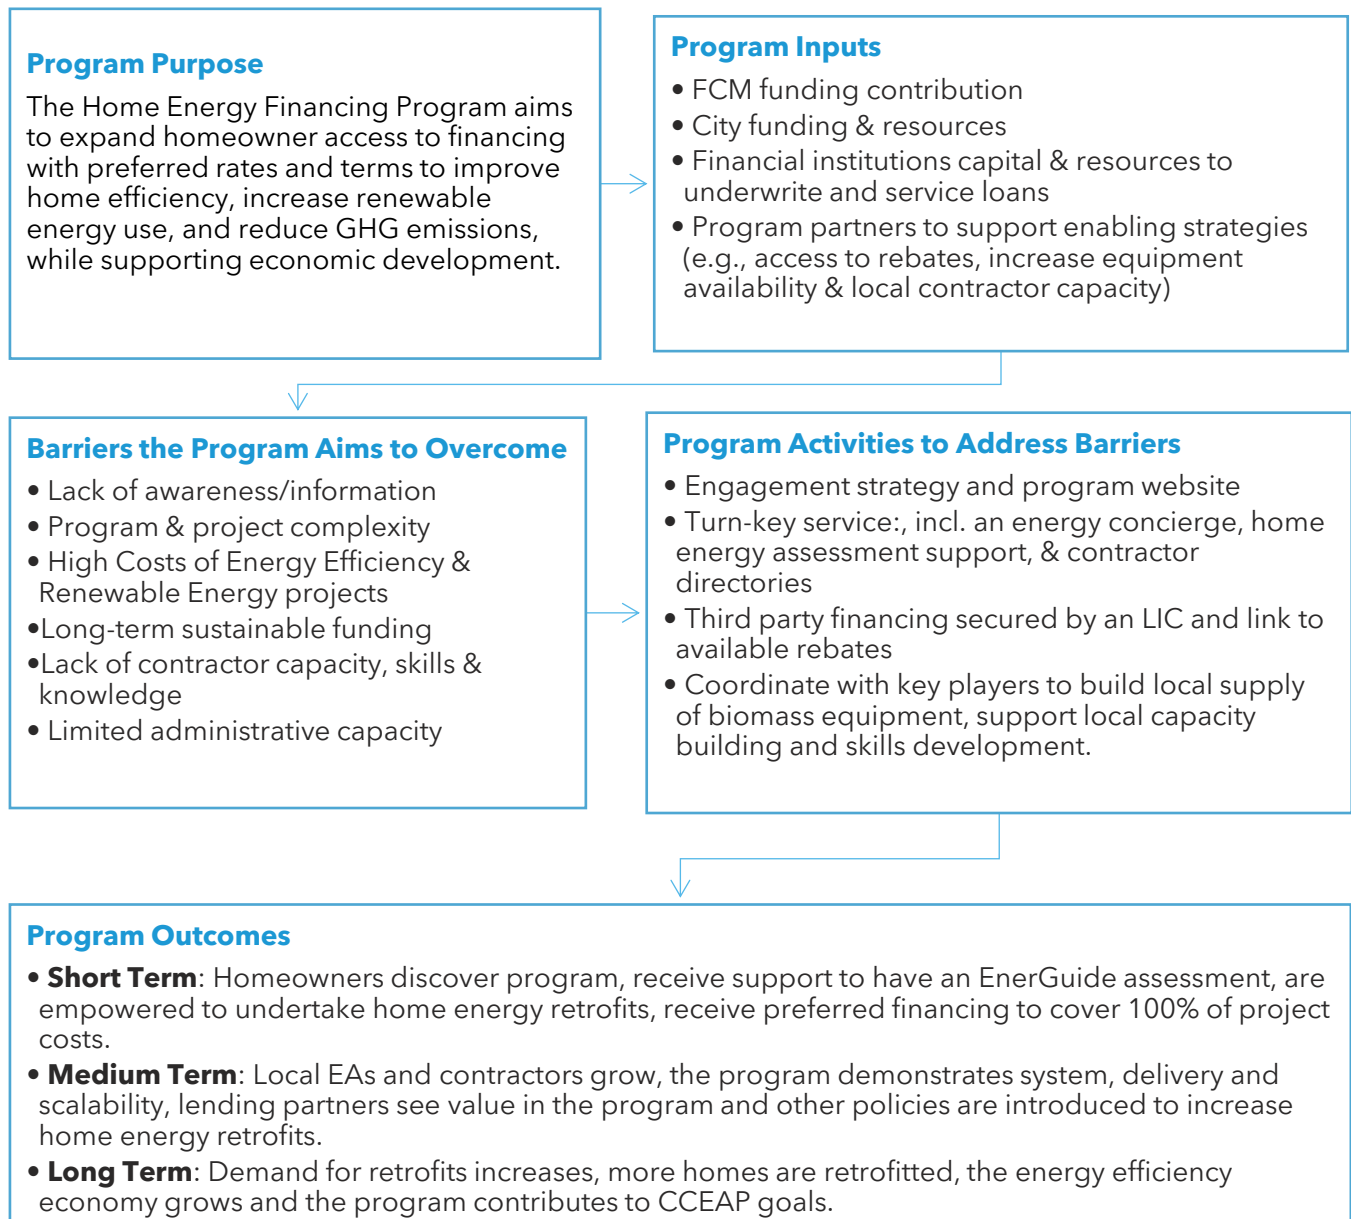 Program Purpose
The Home Energy Financing Program aims
to expand homeowner access to financing
with preferred rates and terms to improve
home efficiency, increase renewable
energy use, and reduce GHG emissions,
while supporting economic development.
Program Inputs
• FCM funding contribution
• City funding & resources
• Financial institutions capital & resources to
underwrite and service loans
• Program partners to support enabling strategies
(e.g., access to rebates, increase equipment
availability & local contractor capacity)
Barriers the Program Aims to Overcome
• Lack of awareness/information
• Program & project complexity
• High Costs of Energy Efficiency &
Renewable Energy projects
•Long-term sustainable funding
•Lack of contractor capacity, skills &
knowledge
• Limited administrative capacity
Program Activities to Address Barriers
• Engagement strategy and program website
• Turn-key service:, incl. an energy concierge, home
energy assessment support, & contractor
directories
• Third party financing secured by an LIC and link to
available rebates
• Coordinate with key players to build local supply
of biomass equipment, support local capacity
building and skills development.
Program Outcomes
• Short Term: Homeowners discover program, receive support to have an EnerGuide assessment, are
empowered to undertake home energy retrofits, receive preferred financing to cover 100% of project
costs.
• Medium Term: Local EAs and contractors grow, the program demonstrates system, delivery and
scalability, lending partners see value in the program and other policies are introduced to increase
home energy retrofits.
• Long Term: Demand for retrofits increases, more homes are retrofitted, the energy efficiency
economy grows and the program contributes to CCEAP goals.